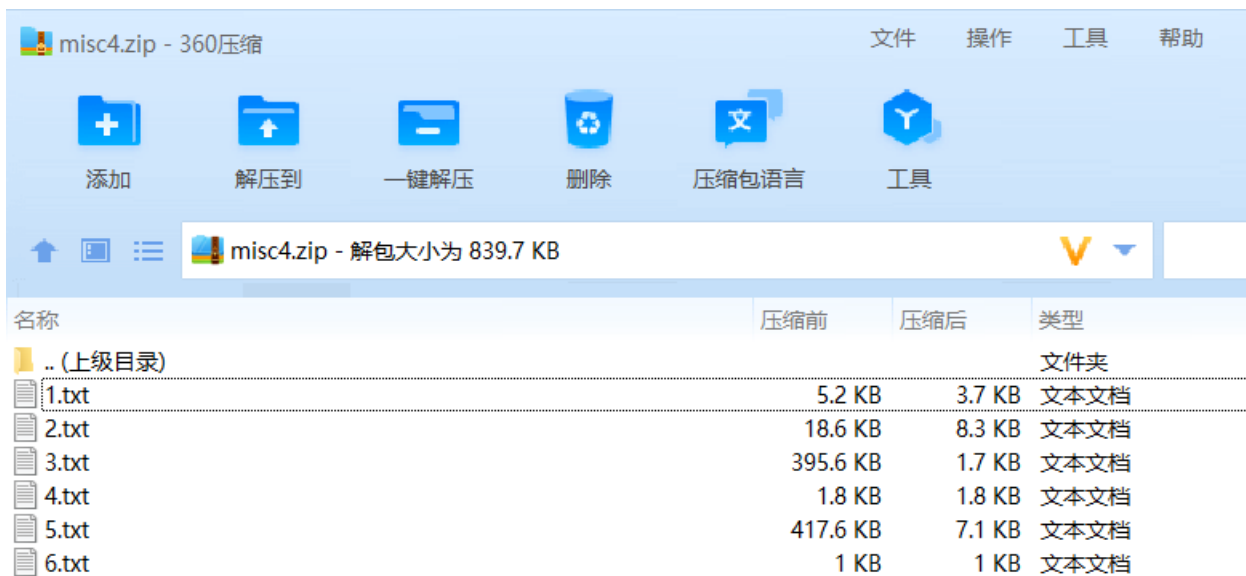 misc4.zip - 360压缩 文件 操作 工具 帮助
添加 解压到 一键解压 删除 压缩包语言 工具
misc4.zip - 解包大小为 839.7 KB
名称 压缩前 压缩后 类型
.. (上级目录) 文件夹
1.txt 5.2 KB 3.7 KB 文本文档
2.txt 18.6 KB 8.3 KB 文本文档
3.txt 395.6 KB 1.7 KB 文本文档
4.txt 1.8 KB 1.8 KB 文本文档
5.txt 417.6 KB 7.1 KB 文本文档
6.txt 1 KB 1 KB 文本文档